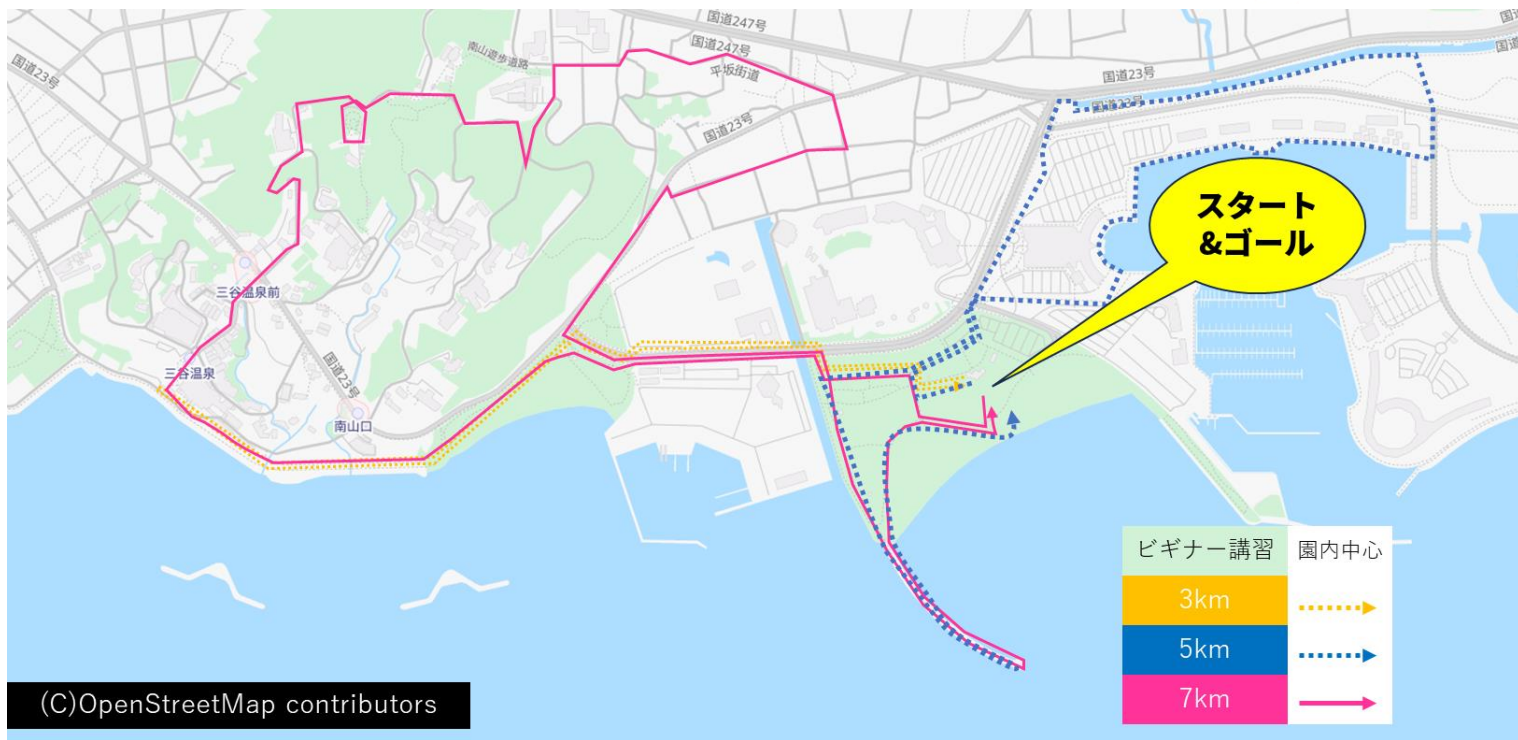 国道247号
国道23号
国道247号
南山遊歩道路
平坂街道
国道23号
国道23号
国道23号
国道23号
スタート
&ゴール
三谷温泉前
三谷温泉
国道23号
南山口
ビギナー講習 園内中心
3km
5km
7km
(C)OpenStreetMap contributors